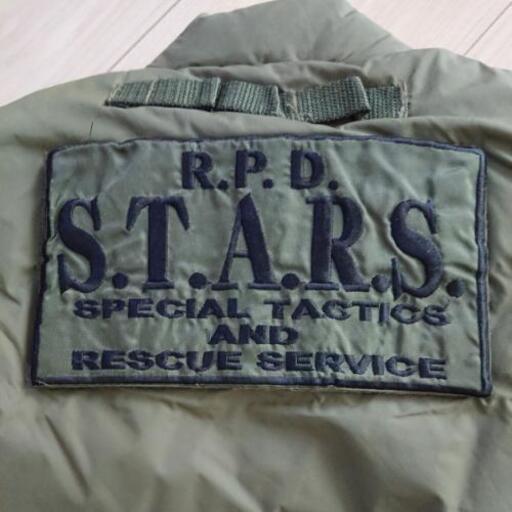 R.P.D.
S.T.A.R.S.
SPECIAL TACTICS
AND
RESCUE SERVICE